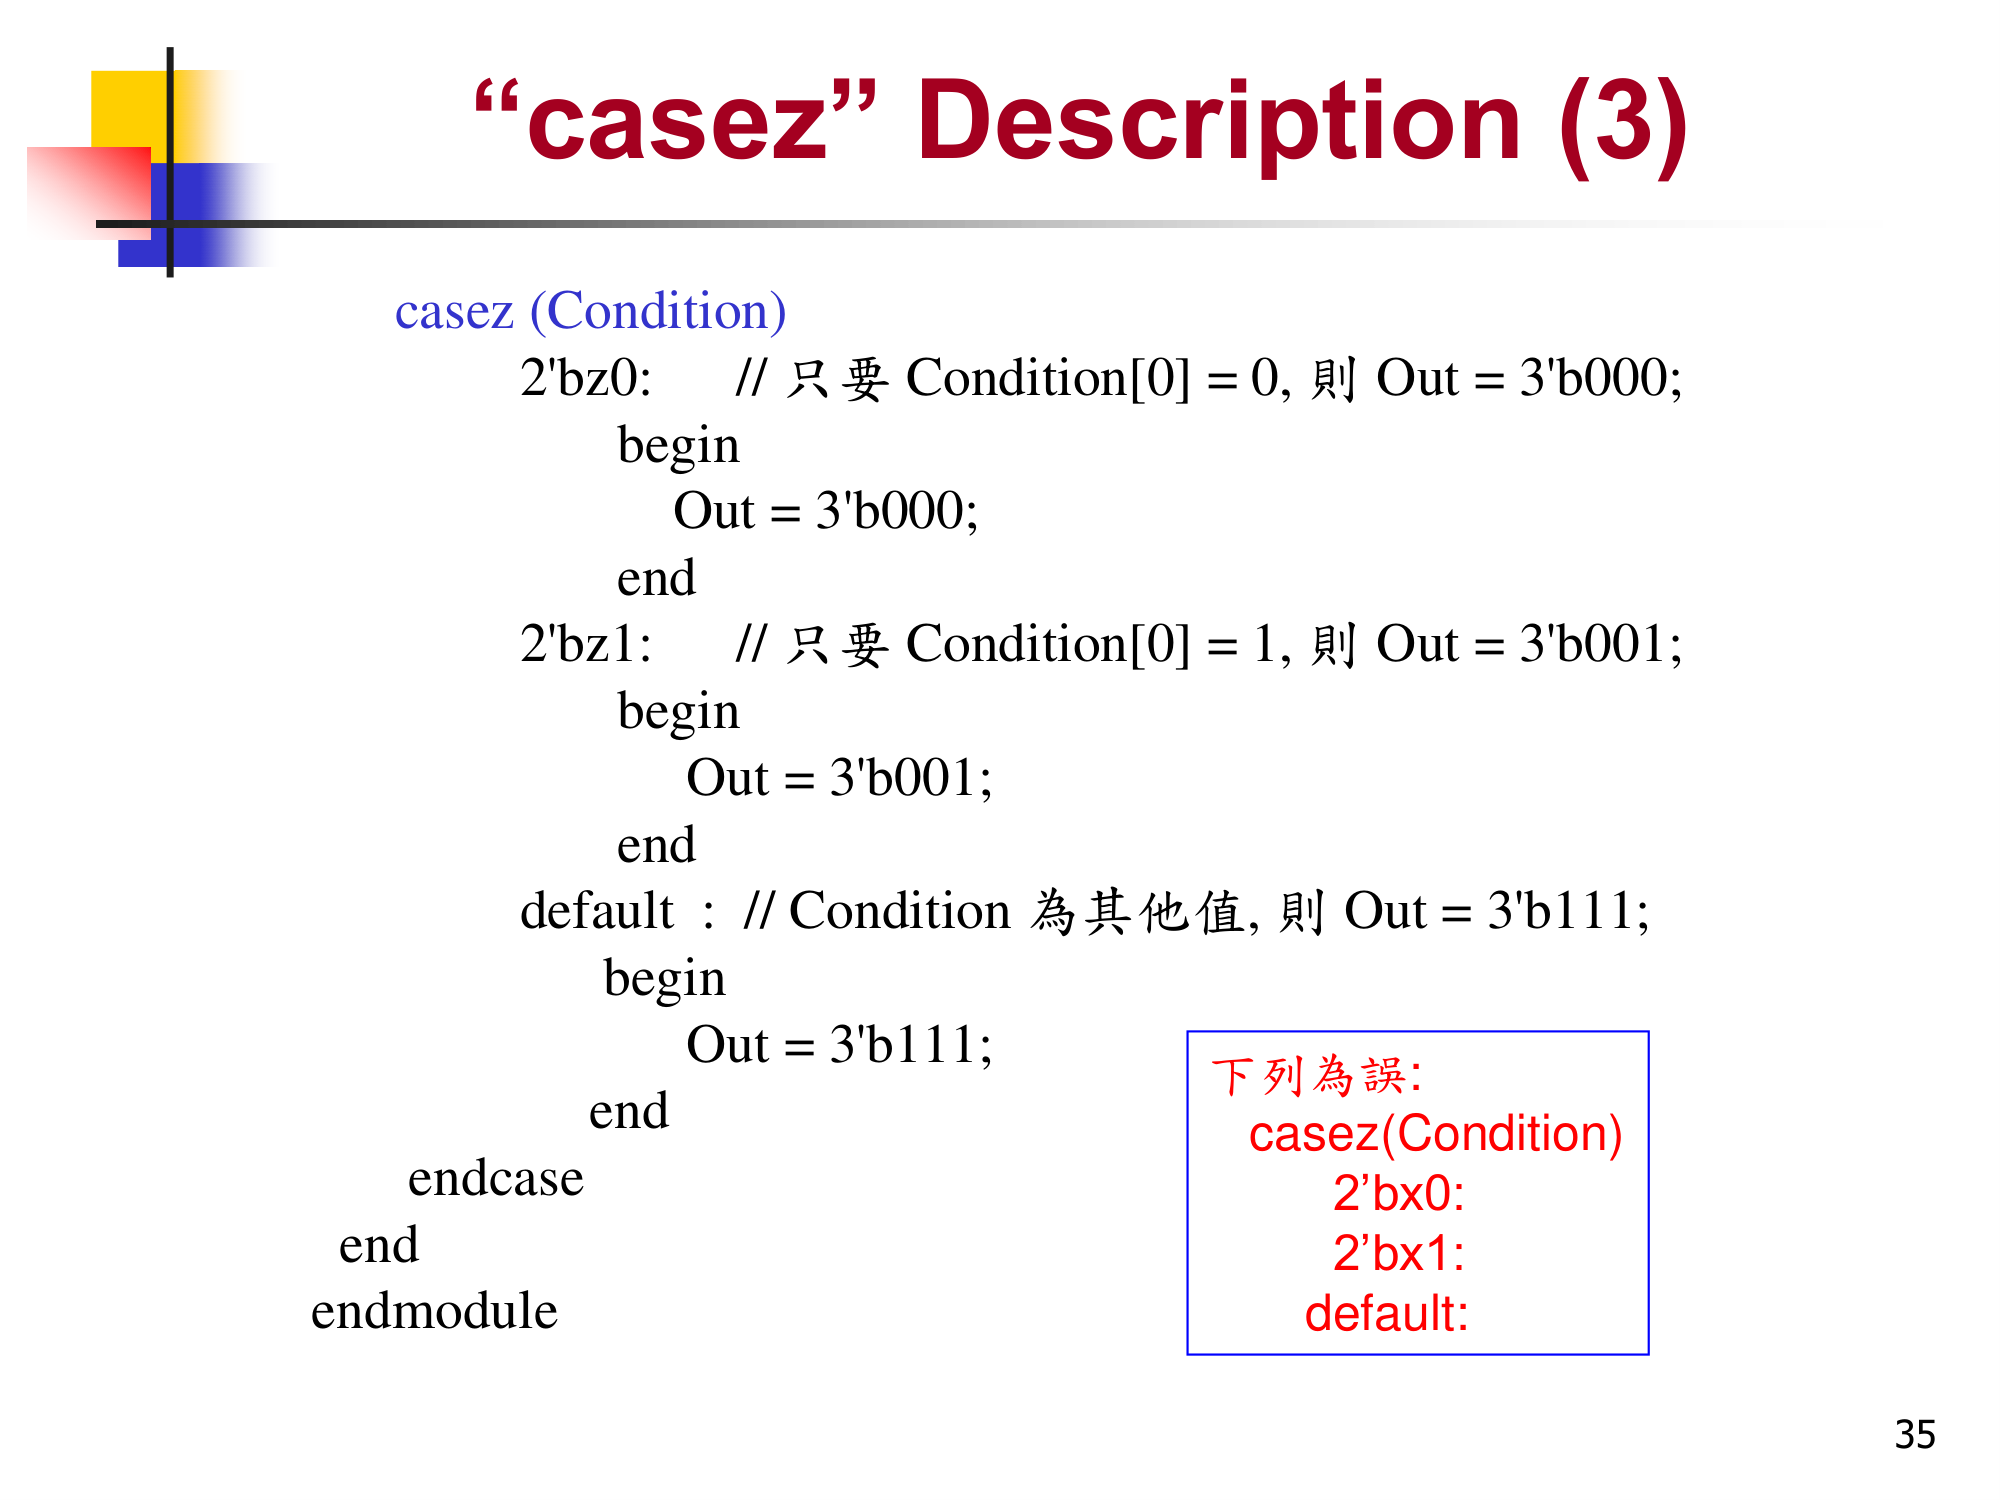 “casez” Description (3)
casez (Condition)
2'bz0: // 只要 Condition[0] = 0, 則 Out = 3'b000;
begin
Out = 3'b000;
end
2'bz1: // 只要 Condition[0] = 1, 則 Out = 3'b001;
begin
Out = 3'b001;
end
default : // Condition 為其他值, 則 Out = 3'b111;
begin
Out = 3'b111;
end
endcase
end
endmodule
下列為誤:
casez(Condition)
2’bx0:
2’bx1:
default:
35